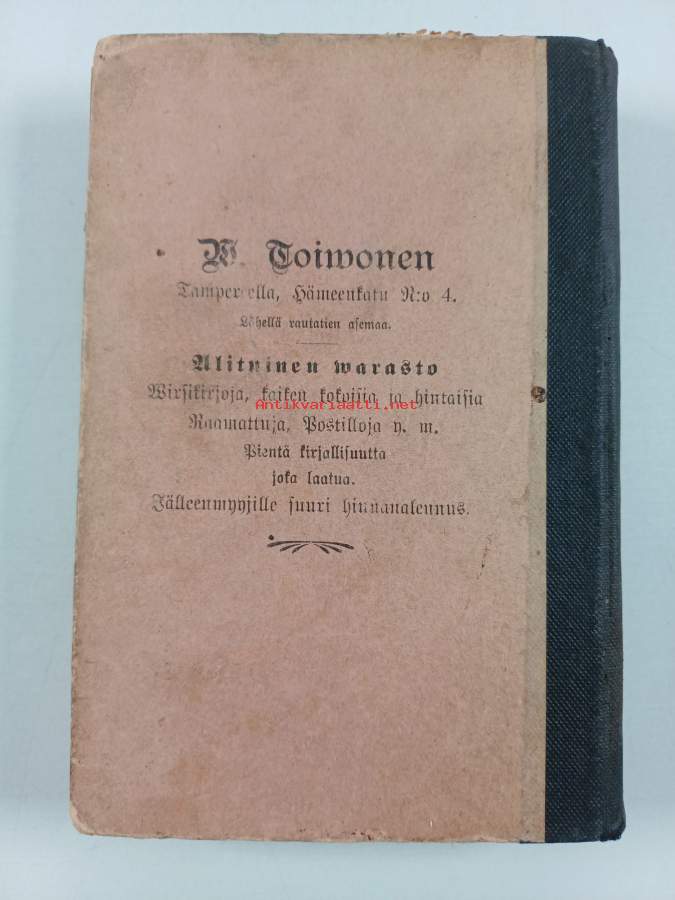 W. Toiwonen
Tampereella, Hämeenkatu N:o 4.
Lähellä rautatien asemaa.
Alituinen warasto
Wirsikirjoja, kaiken kokoisia ja hintaisia
Antikvariaatti.net
Raamattuja, Postilloja y. m.
Pientä kirjallisuutta
joka laatua.
Jälleenmyyjille suuri hinnanalennus.